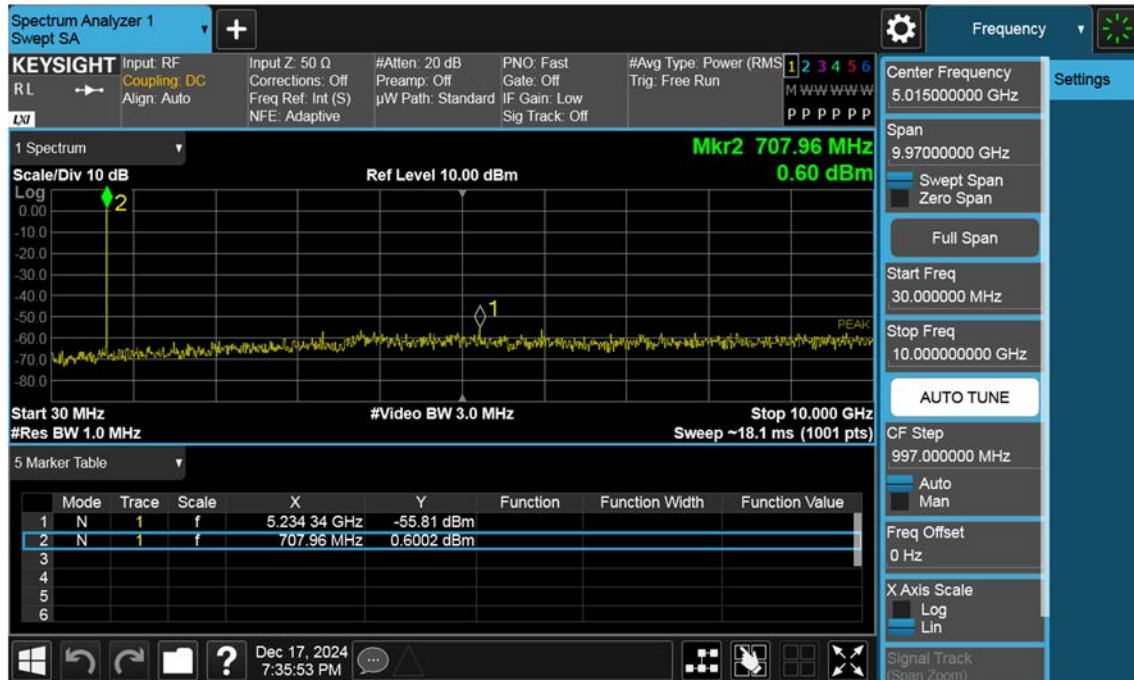 Spectrum Analyzer 1
Swept SA
Frequency
KEYSIGHT
RL
LXI
Input: RF
Coupling: DC
Align: Auto
Input Z: 50 Ω
Corrections: Off
Freq Ref: Int (S)
NFE: Adaptive
#Atten: 20 dB
Preamp: Off
µW Path: Standard
PNO: Fast
Gate: Off
IF Gain: Low
Sig Track: Off
#Avg Type: Power (RMS
Trig: Free Run
1 2 3 4 5 6
M W W W W W
P P P P P P
1 Spectrum
Mkr2 707.96 MHz
Scale/Div 10 dB Ref Level 10.00 dBm 0.60 dBm
Log
0.00
-10.0
-20.0
-30.0
-40.0
-50.0
-60.0
-70.0
-80.0
2
1
PEAK
Start 30 MHz #Video BW 3.0 MHz Stop 10.000 GHz
#Res BW 1.0 MHz Sweep ~18.1 ms (1001 pts)
5 Marker Table
Mode Trace Scale X Y Function Function Width Function Value
1 N 1 f 5.234 34 GHz -55.81 dBm
2 N 1 f 707.96 MHz 0.6002 dBm
3
4
5
6
?
Dec 17, 2024
7:35:53 PM
Center Frequency
5.015000000 GHz
Settings
Span
9.97000000 GHz
Swept Span
Zero Span
Full Span
Start Freq
30.000000 MHz
Stop Freq
10.000000000 GHz
AUTO TUNE
CF Step
997.000000 MHz
Auto
Man
Freq Offset
0 Hz
X Axis Scale
Log
Lin
Signal Track
(Span Zoom)